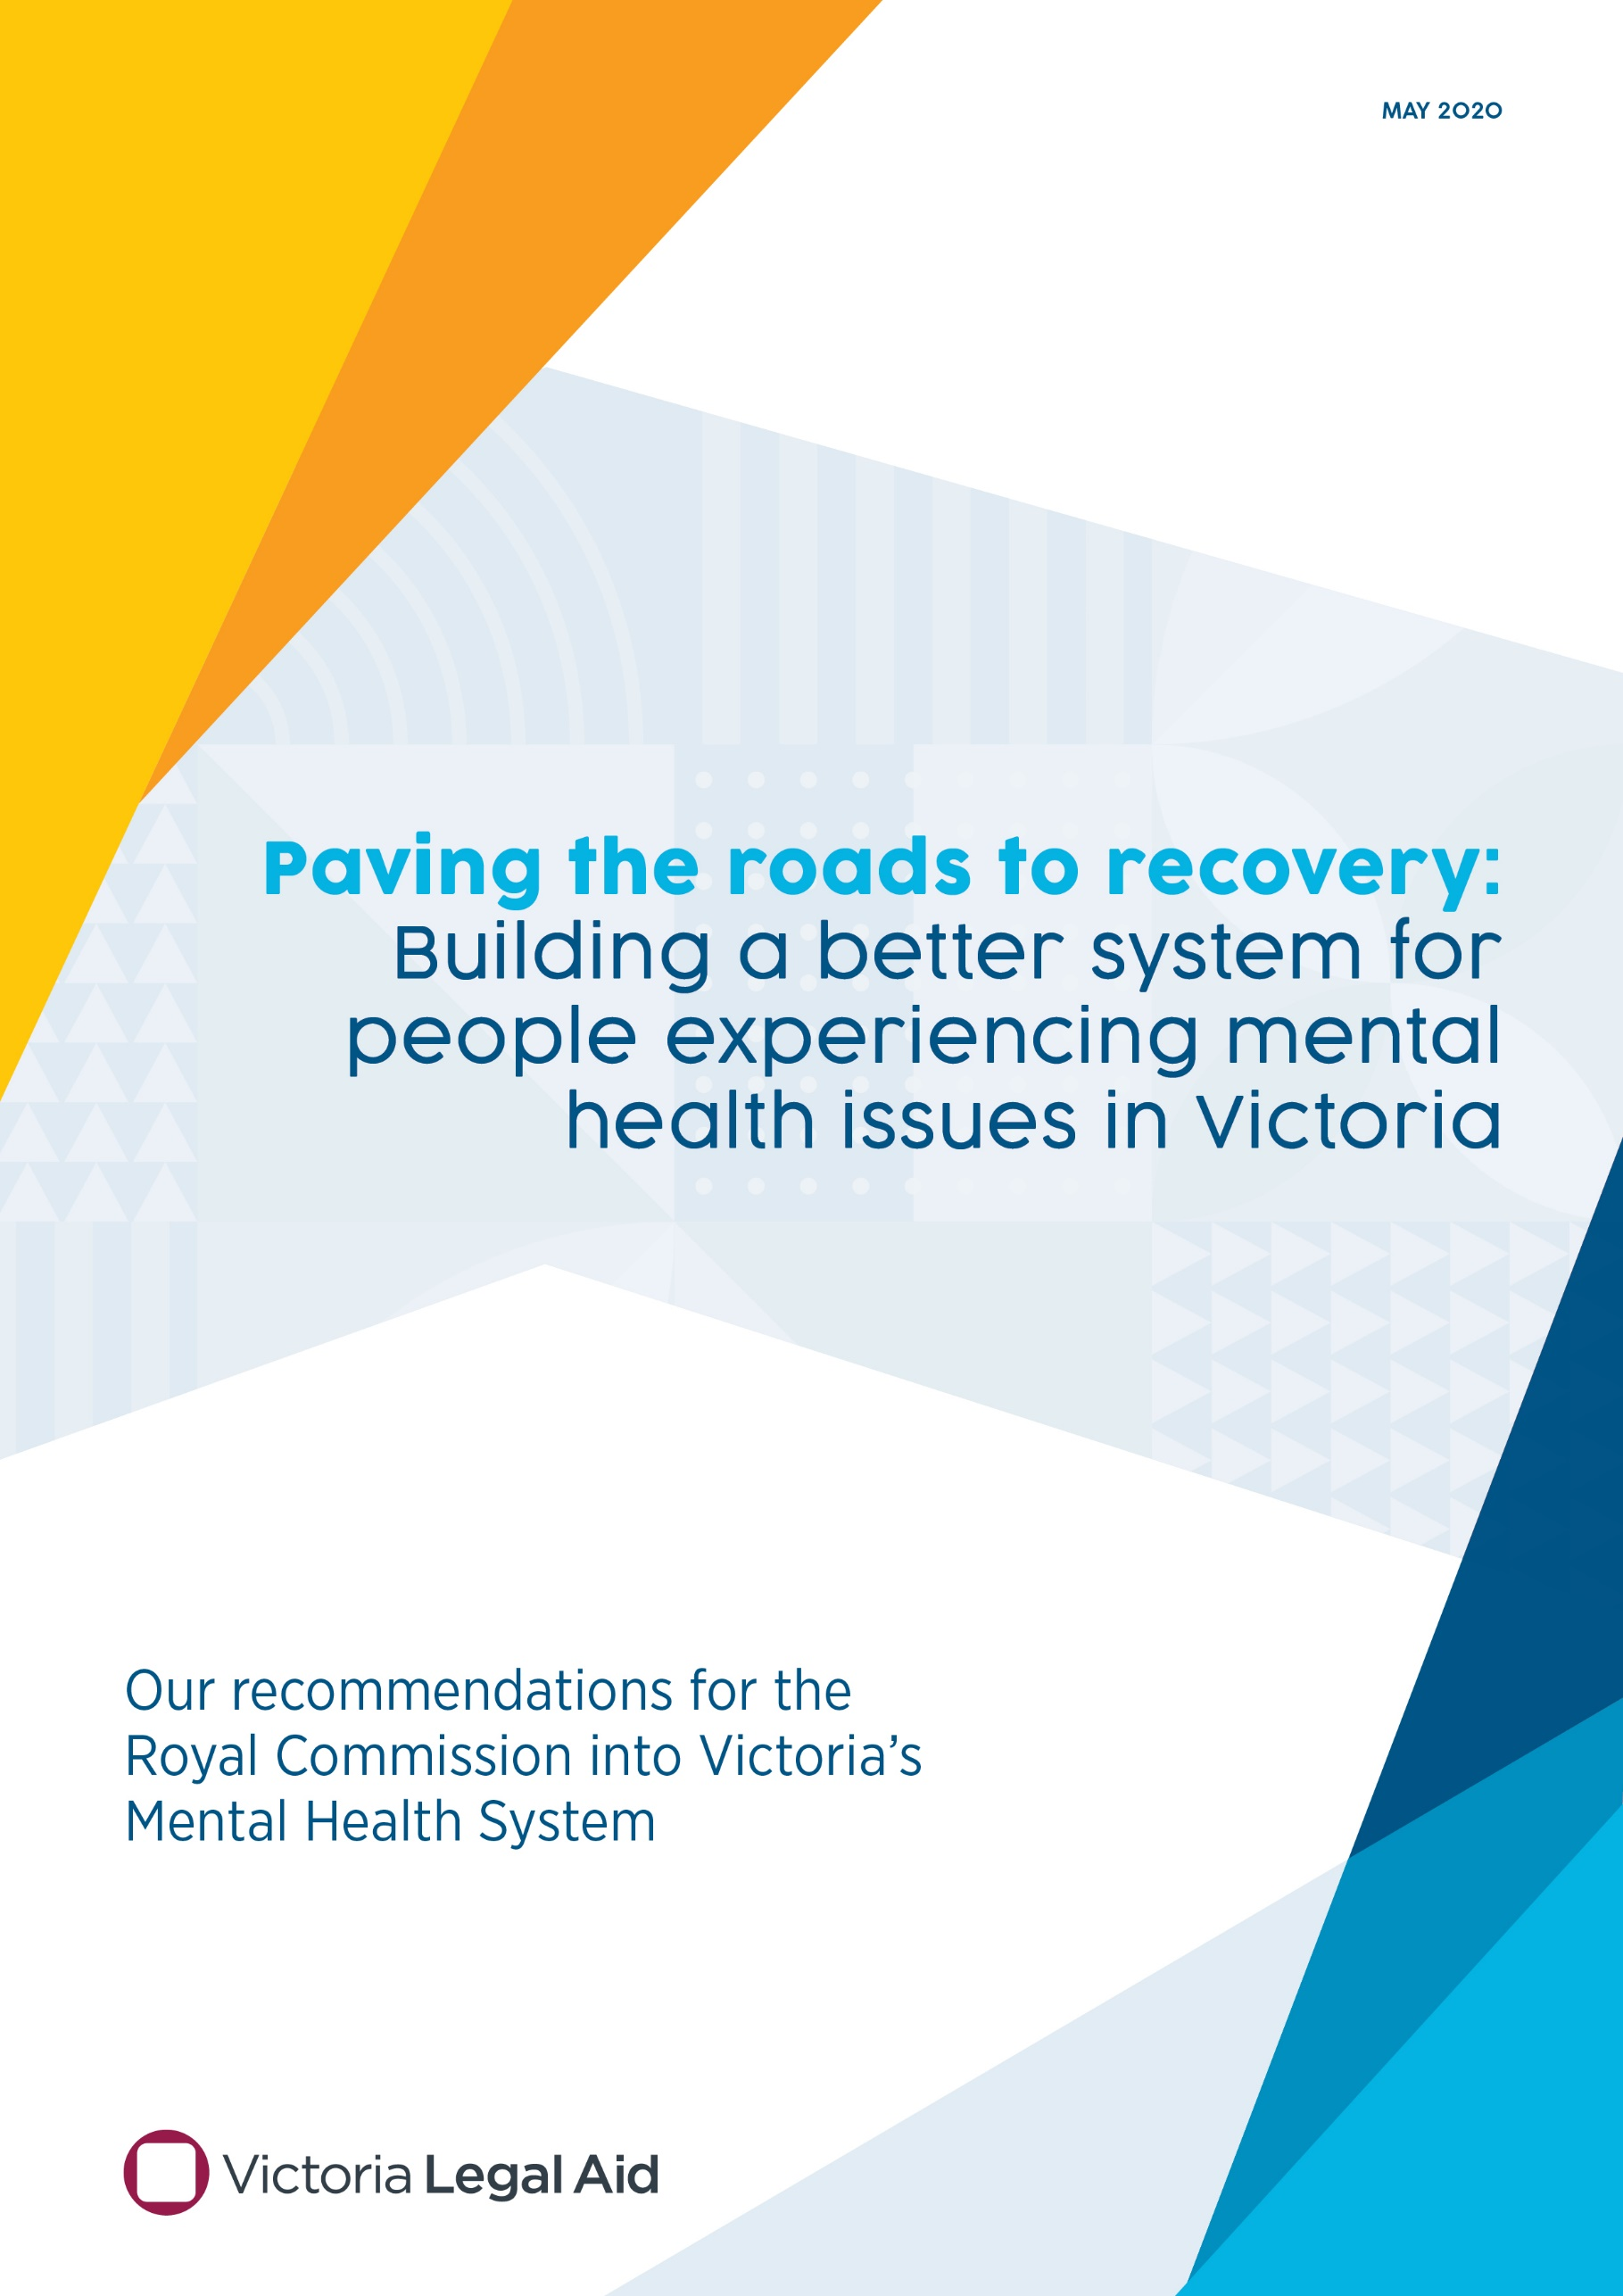 MAY 2020
Paving the roads to recovery:
Building a better system for
people experiencing mental
health issues in Victoria
Our recommendations for the
Royal Commission into Victoria’s
Mental Health System
Victoria Legal Aid